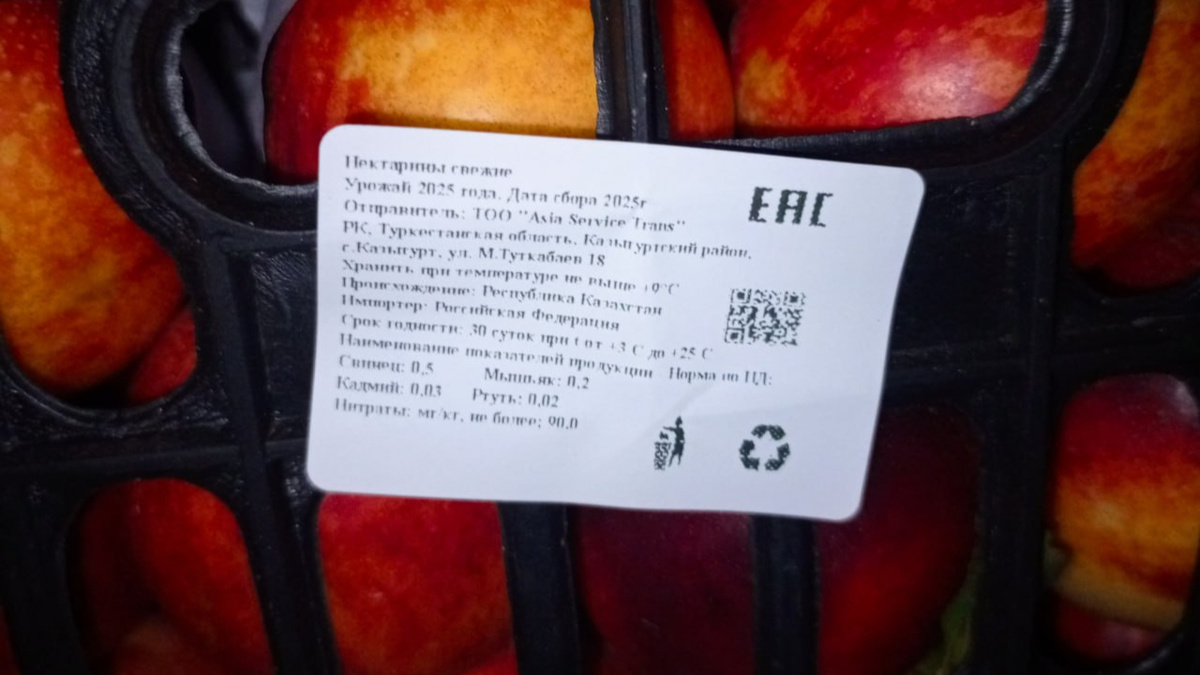 Нектарины свежие
Урожай 2025 года. Дата сбора 2025г
Отправитель: ТОО "Asia Service Trans"
РК, Туркестанская область, Казыгуртский район,
с.Казыгурт, ул. М.Туткабаев 18
Хранить при температуре не выше +9°С
Происхождение: Республика Казахстан
Импортер: Российская Федерация
Срок годности: 30 суток при t от +3 С до +25 С
Наименование показателей продукции Норма по НД:
Свинец: 0,5 Мышьяк: 0,2
Кадмий: 0,03 Ртуть: 0,02
Нитраты: мг/кг, не более; 90,0
ЕАС